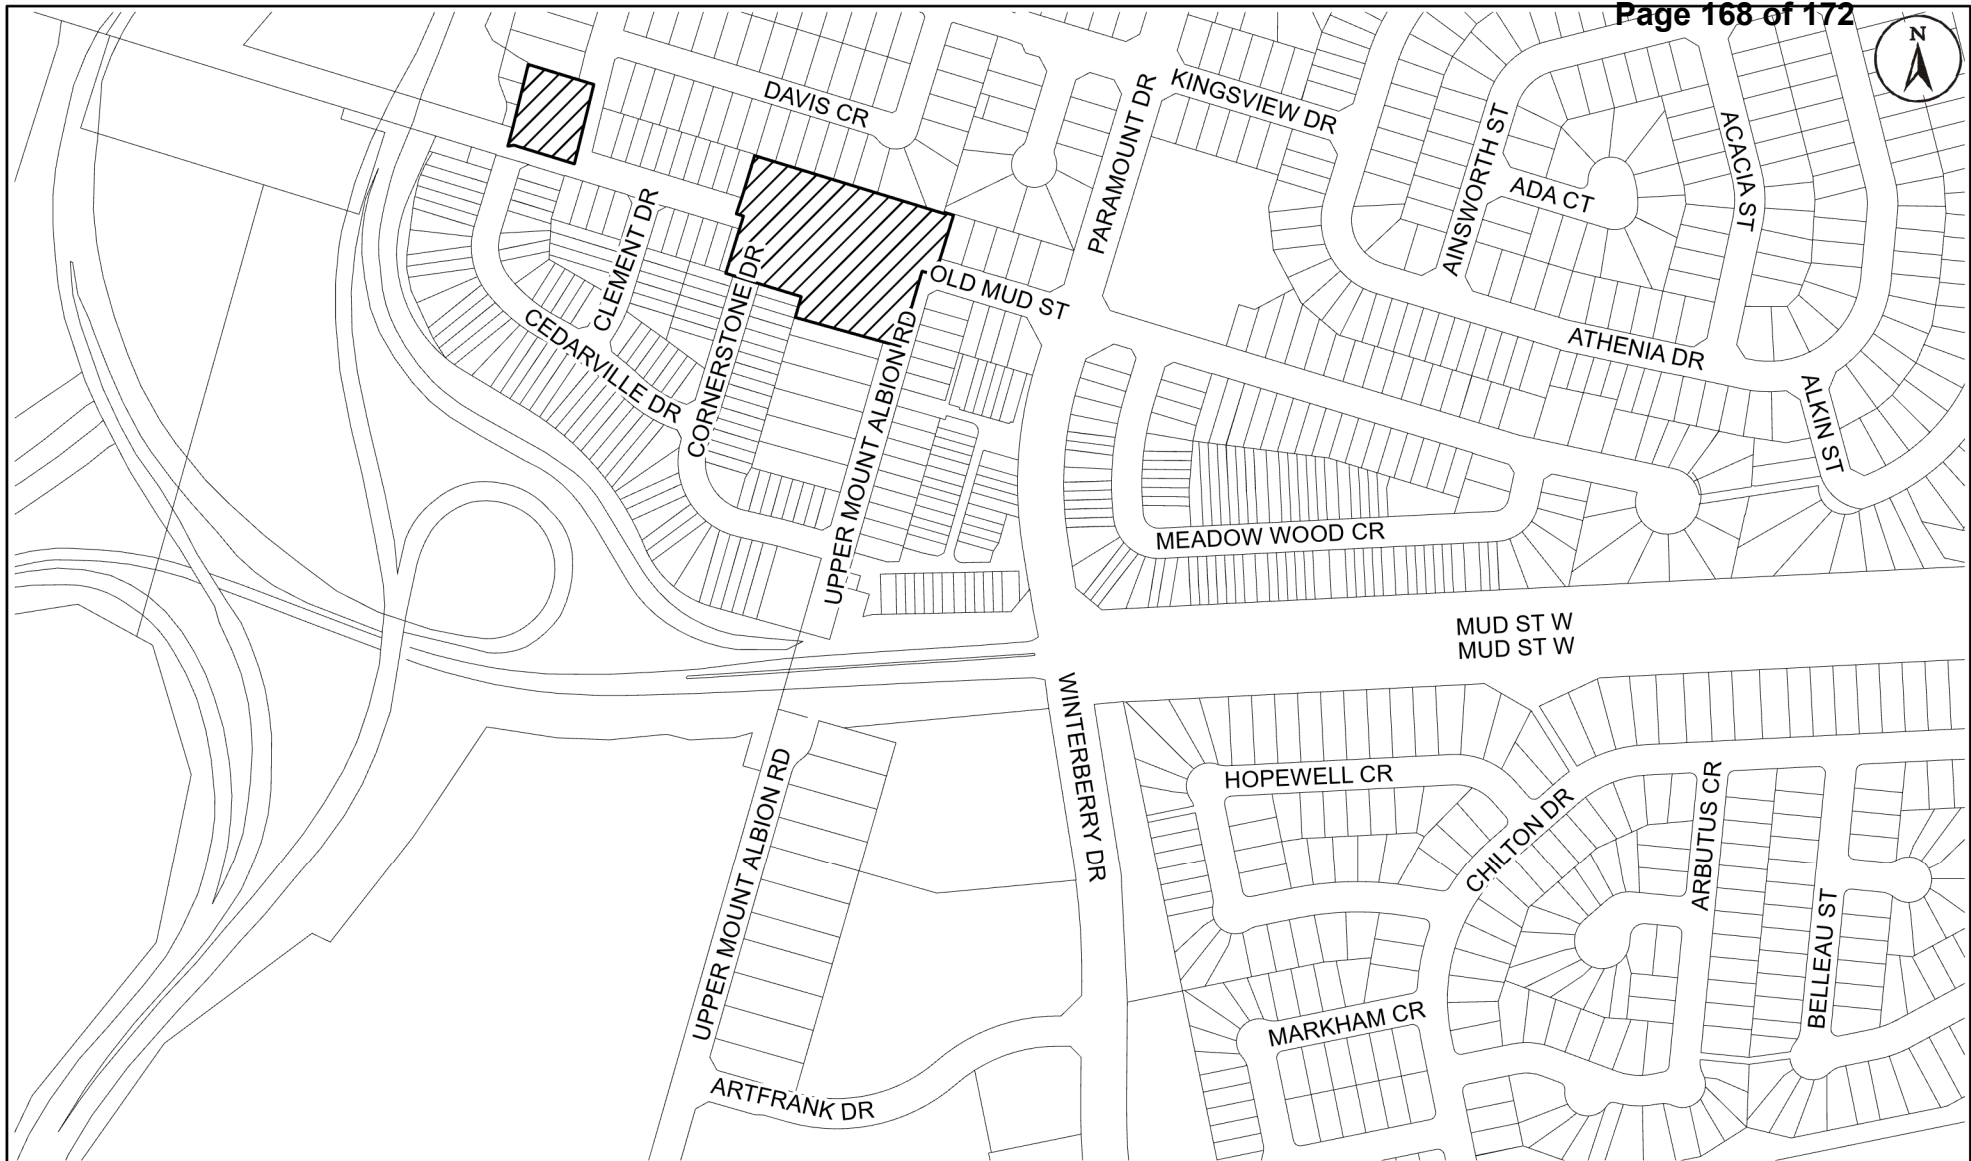 Page 168 of 172
N
DAVIS CR
KINGSVIEW DR
PARAMOUNT DR
AINSWORTH ST
ACACIA ST
ADA CT
CLEMENT DR
CORNERSTONE DR
OLD MUD ST
CEDARVILLE DR
UPPER MOUNT ALBION RD
ATHENIA DR
ALKIN ST
MEADOW WOOD CR
MUD ST W
MUD ST W
WINTERBERRY DR
UPPER MOUNT ALBION RD
HOPEWELL CR
CHILTON DR
ARBUTUS CR
BELLEAU ST
MARKHAM CR
ARTFRANK DR